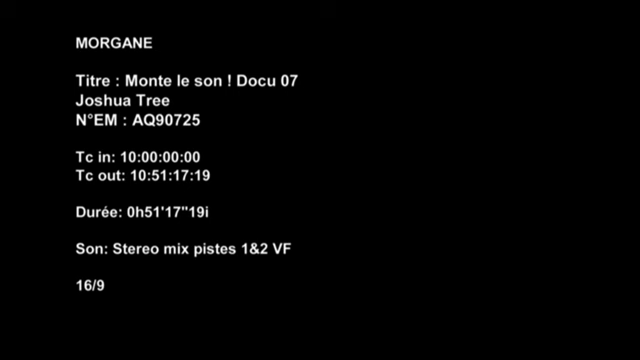 MORGANE
Titre : Monte le son ! Docu 07
Joshua Tree
N°EM : AQ90725
Tc in: 10:00:00:00
Tc out: 10:51:17:19
Durée: 0h51'17"19i
Son: Stereo mix pistes 1&2 VF
16/9